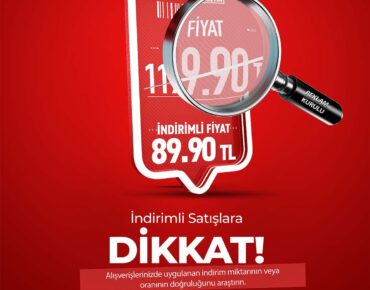 FİYAT
119.90 TL
İNDİRİMLİ FİYAT
89.90 TL
REKLAM
KURULU
İndirimli Satışlara
DİKKAT!
Alışverişlerinizde uygulanan indirim miktarının veya
oranının doğruluğunu araştırın.